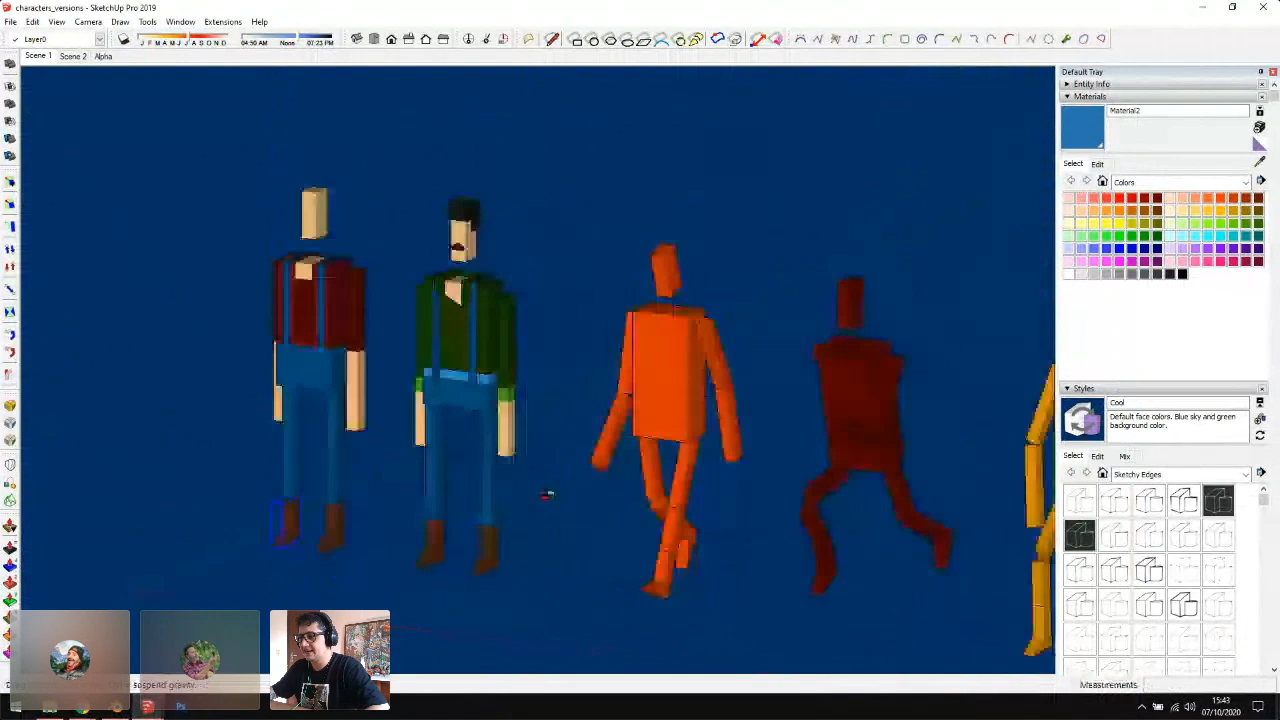 characters_versions - SketchUp Pro 2019
File Edit View Camera Draw Tools Window Extensions Help
Layer0
J F M A M J J A S O N D
04:30 AM Noon 07:23 PM
Scene 1 Scene 2 Alpha
Default Tray
Entity Info
Materials
Material2
Select Edit
Colors
Styles
Cool
Default face colors. Blue sky and green
background color.
Select Edit Mix
Sketchy Edges
suspend gravity.
Measurements
15:43
07/10/2020